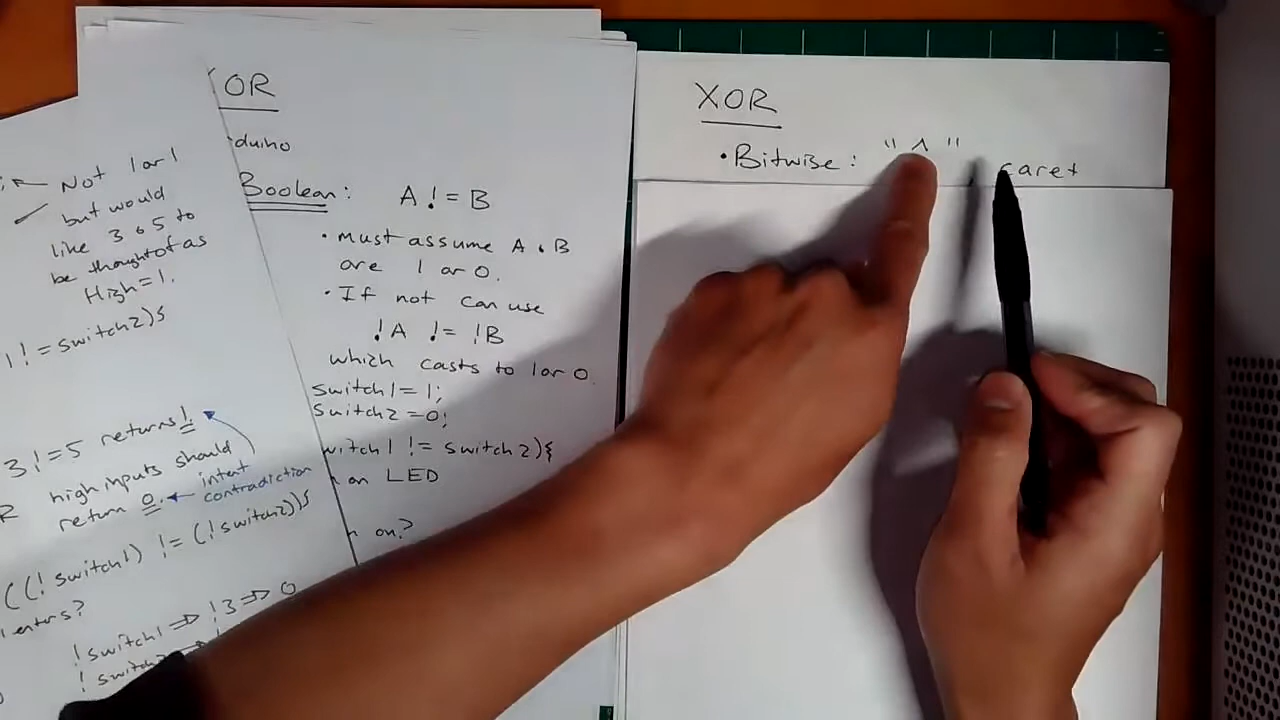 Not 1 or 1
but would
like 3 & 5 to
be thought of as
High = 1.
1 != switch2){
3 != 5 returns 1
high inputs should
return 0. intent
contradiction
((!switch1) != (!switch2)){
enters?
!switch1 => !3 => 0
! switch
OR
duino
Boolean: A != B
• must assume A & B
are 1 or 0.
• If not can use
!A != !B
which casts to 1 or 0.
switch1 = 1;
switch2 = 0;
witch1 != switch2){
on LED
on?
XOR
• Bitwise: "^" caret